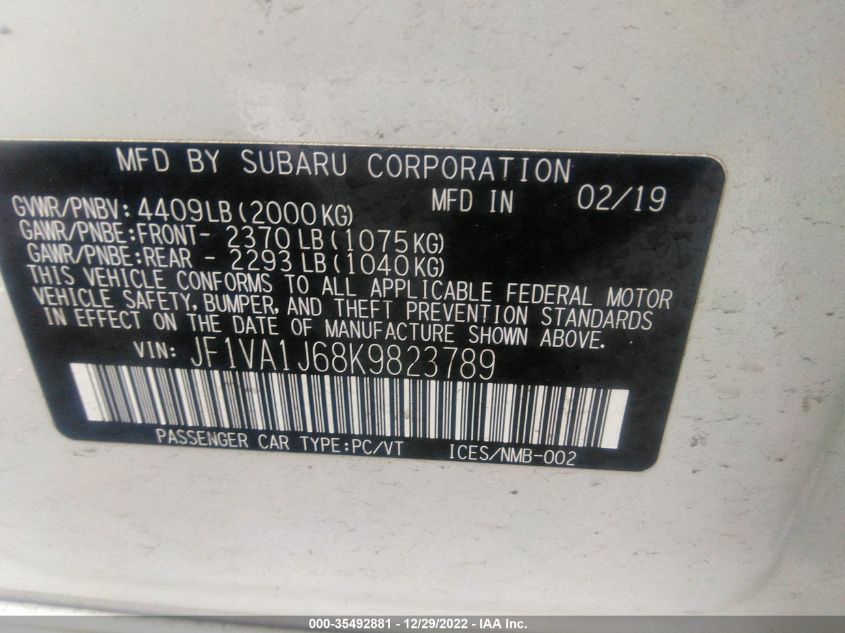 MFD BY SUBARU CORPORATION
MFD IN 02/19
GVWR/PNBV: 4409LB(2000KG)
GAWR/PNBE:FRONT- 2370LB(1075KG)
GAWR/PNBE:REAR - 2293LB(1040KG)
THIS VEHICLE CONFORMS TO ALL APPLICABLE FEDERAL MOTOR
VEHICLE SAFETY, BUMPER, AND THEFT PREVENTION STANDARDS
IN EFFECT ON THE DATE OF MANUFACTURE SHOWN ABOVE.
VIN: JF1VA1J68K9823789
PASSENGER CAR TYPE:PC/VT ICES/NMB-002
000-35492881 - 12/29/2022 - IAA Inc.